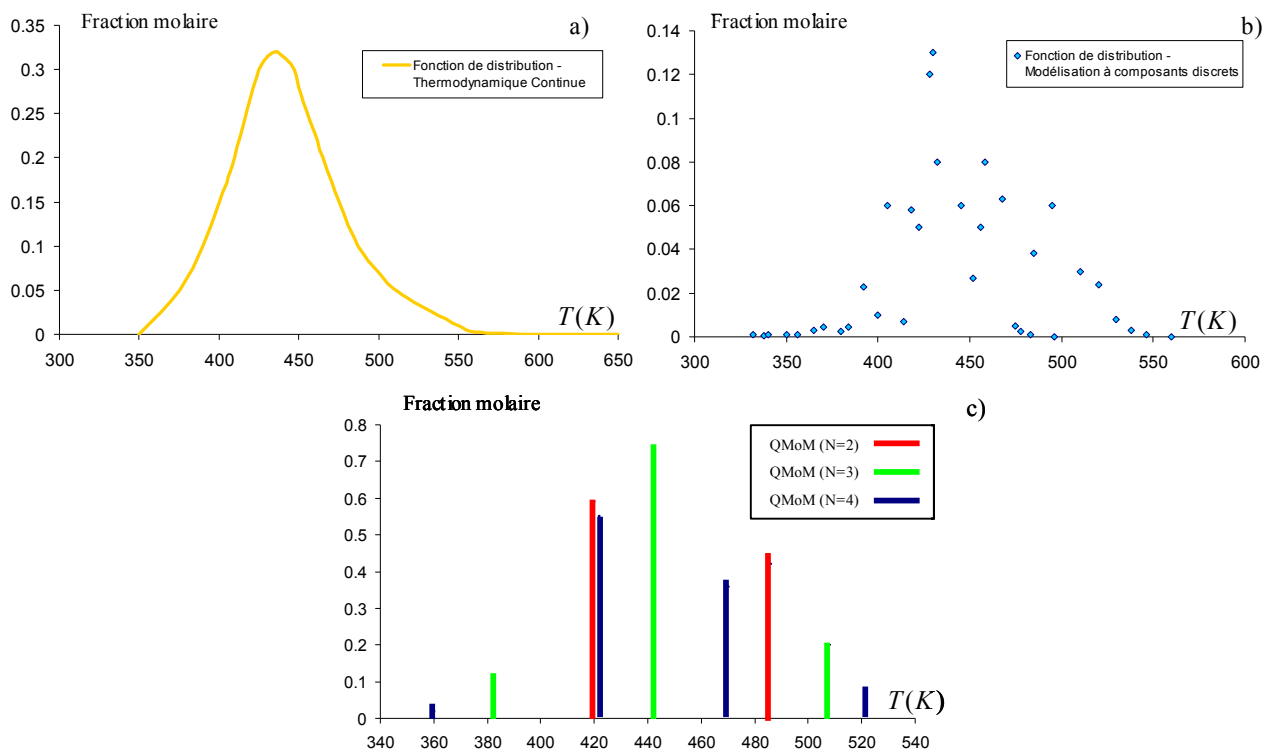 Fraction molaire
a)
0.35
0.3
0.25
0.2
0.15
0.1
0.05
0
Fonction de distribution -
Thermodynamique Continue
T(K)
300 350 400 450 500 550 600 650
Fraction molaire
b)
0.14
0.12
0.10
0.08
0.06
0.04
0.02
0
Fonction de distribution -
Modélisation à composants discrets
T(K)
300 350 400 450 500 550 600
Fraction molaire
c)
0.8
0.7
0.6
0.5
0.4
0.3
0.2
0.1
0
QMoM (N=2)
QMoM (N=3)
QMoM (N=4)
T(K)
340 360 380 400 420 440 460 480 500 520 540